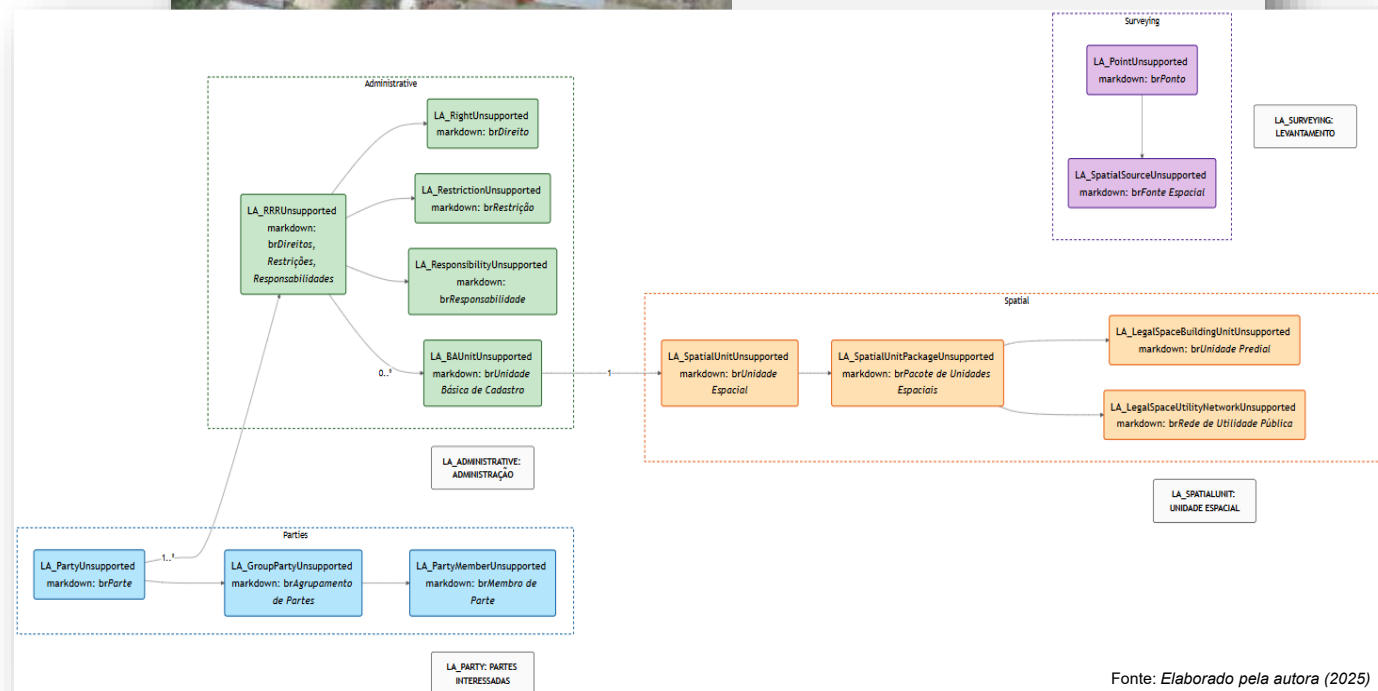 Surveying
LA_PointUnsupported
markdown: brPonto
LA_SpatialSourceUnsupported
markdown: brFonte Espacial
LA_SURVEYING:
LEVANTAMENTO
Administrative
LA_RightUnsupported
markdown: brDireito
LA_RestrictionUnsupported
markdown: brRestrição
LA_RRRUnsupported
markdown:
brDireitos,
Restrições,
Responsabilidades
LA_ResponsibilityUnsupported
markdown:
brResponsabilidade
LA_BAUnitUnsupported
markdown: brUnidade
Básica de Cadastro
0..*
1
LA_ADMINISTRATIVE:
ADMINISTRAÇÃO
Spatial
LA_SpatialUnitUnsupported
markdown: brUnidade
Espacial
LA_SpatialUnitPackageUnsupported
markdown: brPacote de Unidades
Espaciais
LA_LegalSpaceBuildingUnitUnsupported
markdown: brUnidade Predial
LA_LegalSpaceUtilityNetworkUnsupported
markdown: brRede de Utilidade Pública
LA_SPATIALUNIT:
UNIDADE ESPACIAL
Parties
LA_PartyUnsupported
markdown: brParte
1..*
LA_GroupPartyUnsupported
markdown: brAgrupamento
de Partes
LA_PartyMemberUnsupported
markdown: brMembro de
Parte
LA_PARTY: PARTES
INTERESSADAS
Fonte: Elaborado pela autora (2025)